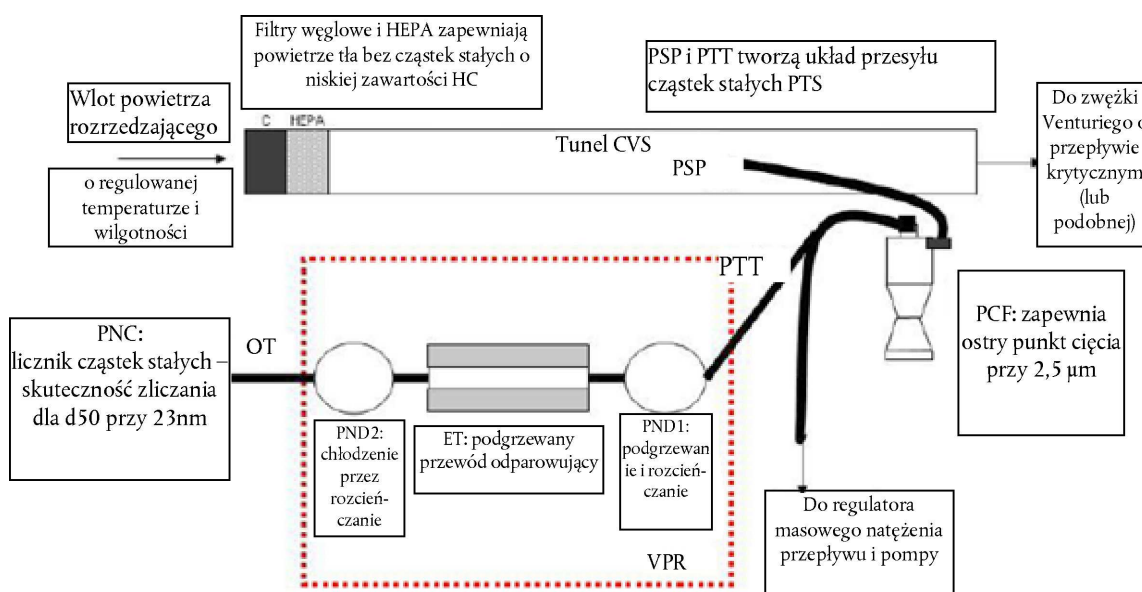 Filtry węglowe i HEPA zapewniają
powietrze tła bez cząstek stałych o
niskiej zawartości HC
PSP i PTT tworzą układ przesyłu
cząstek stałych PTS
Wlot powietrza
rozrzedzającego
o regulowanej
temperaturze i
wilgotności
C HEPA
Tunel CVS
PSP
Do zwężki
Venturiego o
przepływie
krytycznym
(lub
podobnej)
PTT
PCF: zapewnia
ostry punkt cięcia
przy 2,5 µm
PNC:
licznik cząstek stałych –
skuteczność zliczania
dla d50 przy 23nm
OT
PND2:
chłodzenie
przez
rozcień-
czanie
ET: podgrzewany
przewód odparowujący
PND1:
podgrzewan
ie i rozcień-
czanie
VPR
Do regulatora
masowego natężenia
przepływu i pompy